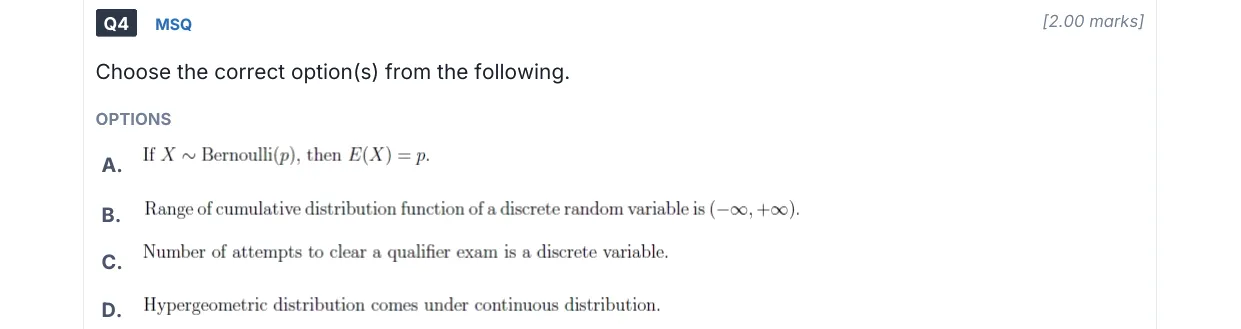 Q4 MSQ [2.00 marks]
Choose the correct option(s) from the following.
OPTIONS
A. If X ∼ Bernoulli(p), then E(X) = p.
B. Range of cumulative distribution function of a discrete random variable is (−∞, +∞).
C. Number of attempts to clear a qualifier exam is a discrete variable.
D. Hypergeometric distribution comes under continuous distribution.